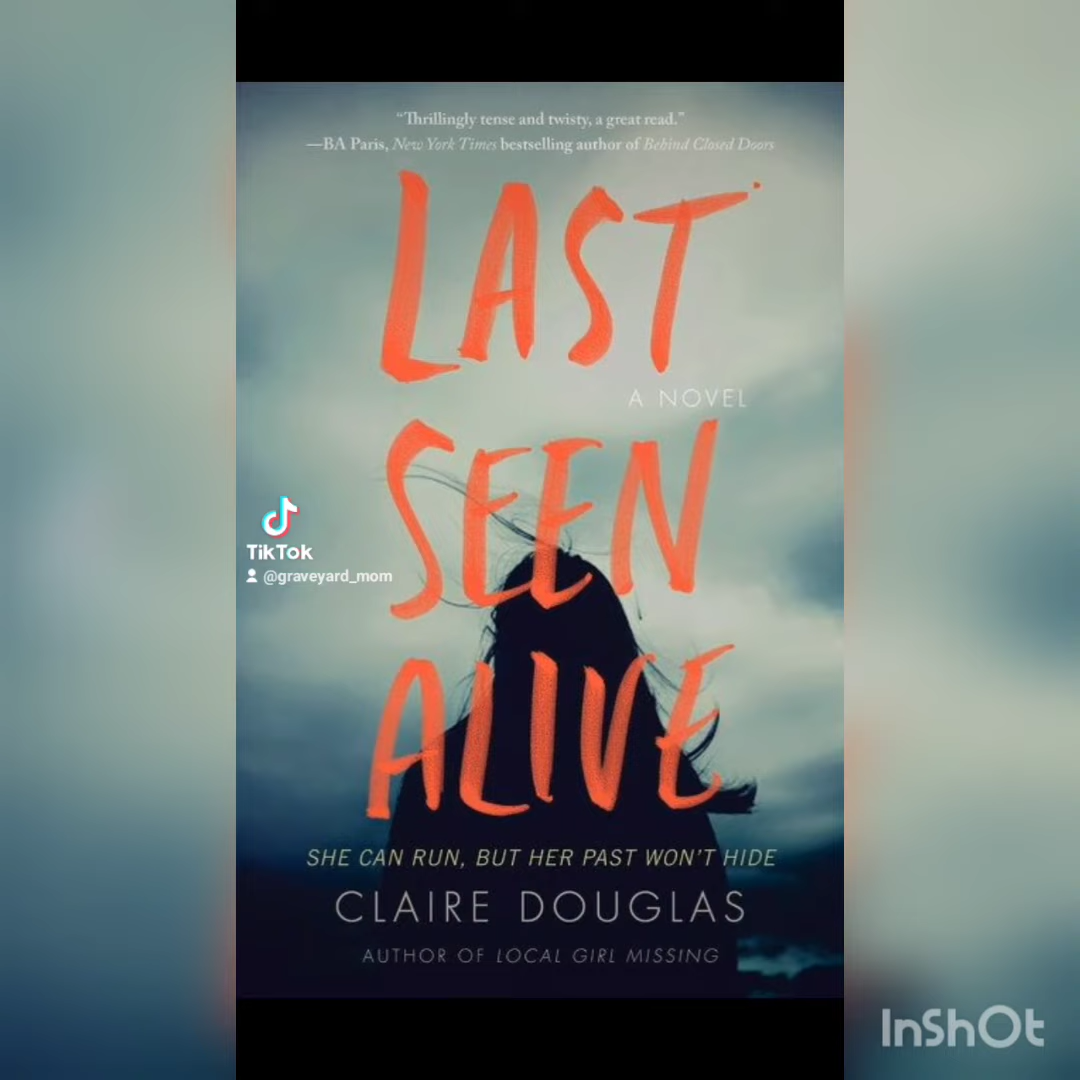 “Thrillingly tense and twisty, a great read.”
—BA Paris, New York Times bestselling author of Behind Closed Doors
LAST
A NOVEL
SEEN
TikTok
@graveyard_mom
ALIVE
SHE CAN RUN, BUT HER PAST WON’T HIDE
CLAIRE DOUGLAS
AUTHOR OF LOCAL GIRL MISSING
InShOt